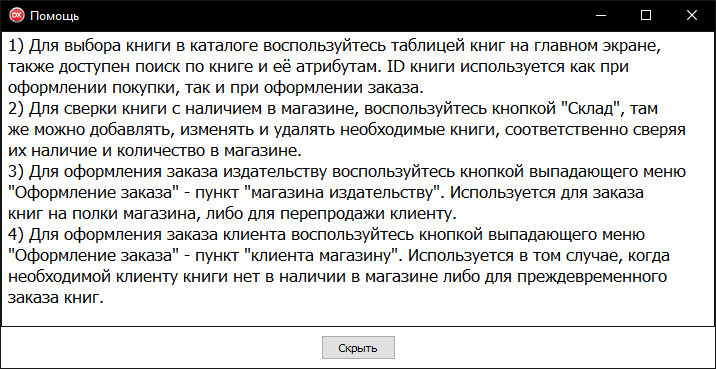 DX Помощь
1) Для выбора книги в каталоге воспользуйтесь таблицей книг на главном экране,
также доступен поиск по книге и её атрибутам. ID книги используется как при
оформлении покупки, так и при оформлении заказа.
2) Для сверки книги с наличием в магазине, воспользуйтесь кнопкой "Склад", там
же можно добавлять, изменять и удалять необходимые книги, соответственно сверяя
их наличие и количество в магазине.
3) Для оформления заказа издательству воспользуйтесь кнопкой выпадающего меню
"Оформление заказа" - пункт "магазина издательству". Используется для заказа
книг на полки магазина, либо для перепродажи клиенту.
4) Для оформления заказа клиента воспользуйтесь кнопкой выпадающего меню
"Оформление заказа" - пункт "клиента магазину". Используется в том случае, когда
необходимой клиенту книги нет в наличии в магазине либо для преждевременного
заказа книг.
Скрыть